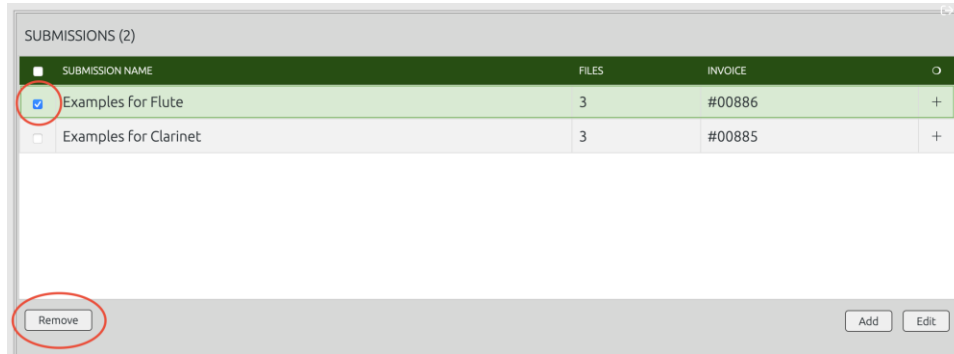 SUBMISSIONS (2)
SUBMISSION NAME FILES INVOICE
Examples for Flute 3 #00886 +
Examples for Clarinet 3 #00885 +
Remove Add Edit